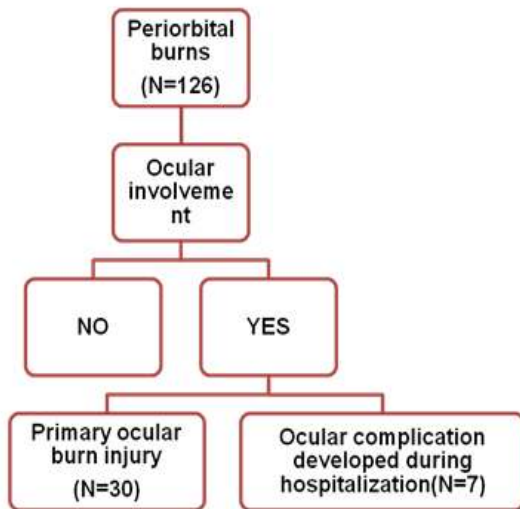 Periorbital
burns
(N=126)
Ocular
involveme
nt
NO
YES
Primary ocular
burn injury
(N=30)
Ocular complication
developed during
hospitalization(N=7)